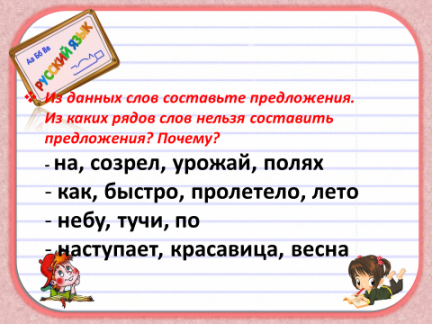 Аа Бб Вв
РУССКИЙ ЯЗЫК
Из данных слов составьте предложения.
Из каких рядов слов нельзя составить
предложения? Почему?
- на, созрел, урожай, полях
- как, быстро, пролетело, лето
- небу, тучи, по
- наступает, красавица, весна